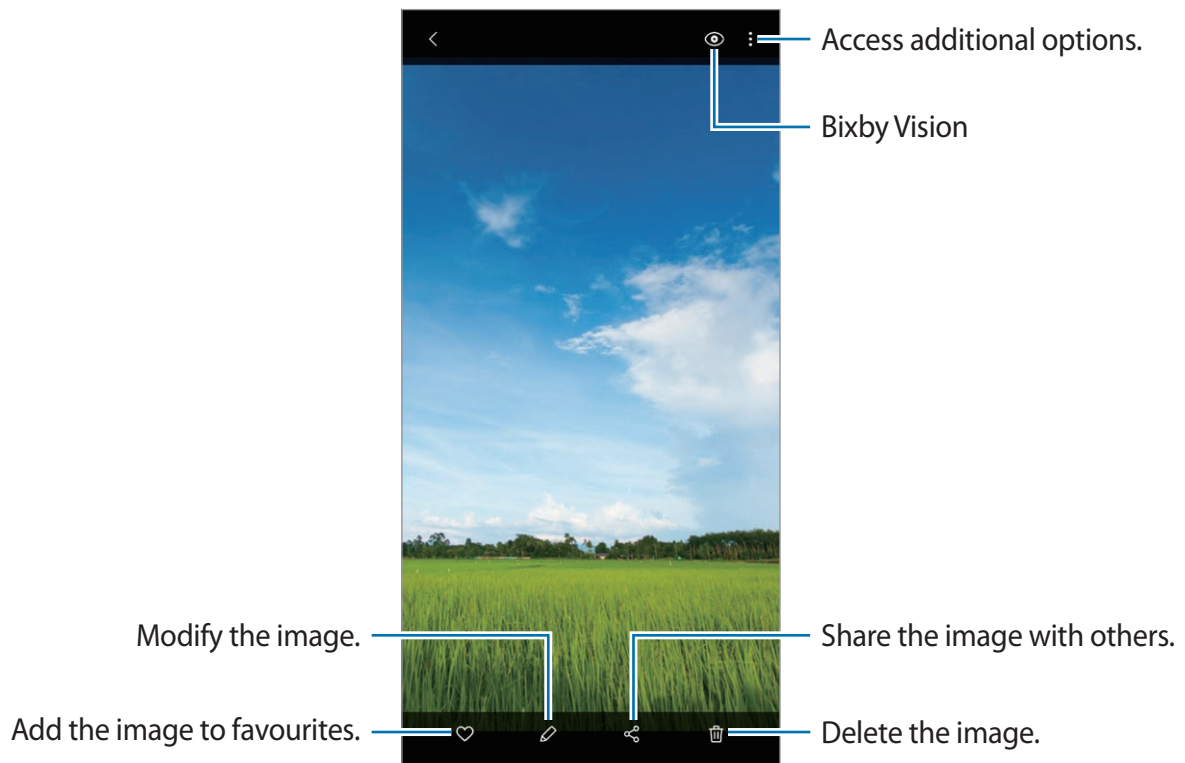 Access additional options.
Bixby Vision
Modify the image.
Share the image with others.
Add the image to favourites.
Delete the image.